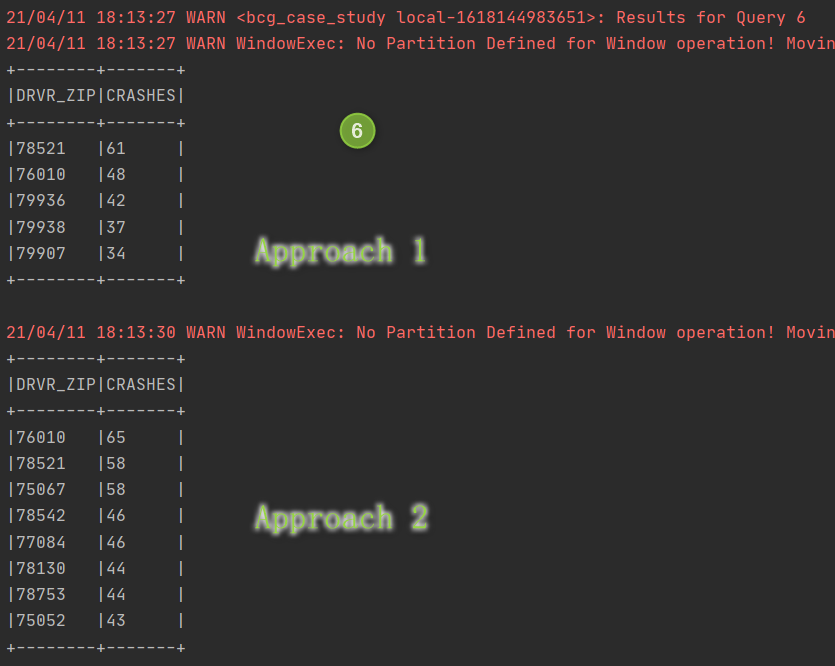 21/04/11 18:13:27 WARN <bcg_case_study local-1618144983651>: Results for Query 6
21/04/11 18:13:27 WARN WindowExec: No Partition Defined for Window operation! Movin
+--------+-------+
|DRVR_ZIP|CRASHES|
+--------+-------+
6
|78521   |61     |
|76010   |48     |
|79936   |42     |
|79938   |37     |
|79907   |34     |
Approach 1
+--------+-------+
21/04/11 18:13:30 WARN WindowExec: No Partition Defined for Window operation! Movin
+--------+-------+
|DRVR_ZIP|CRASHES|
+--------+-------+
|76010   |65     |
|78521   |58     |
|75067   |58     |
|78542   |46     |
Approach 2
|77084   |46     |
|78130   |44     |
|78753   |44     |
|75052   |43     |
+--------+-------+